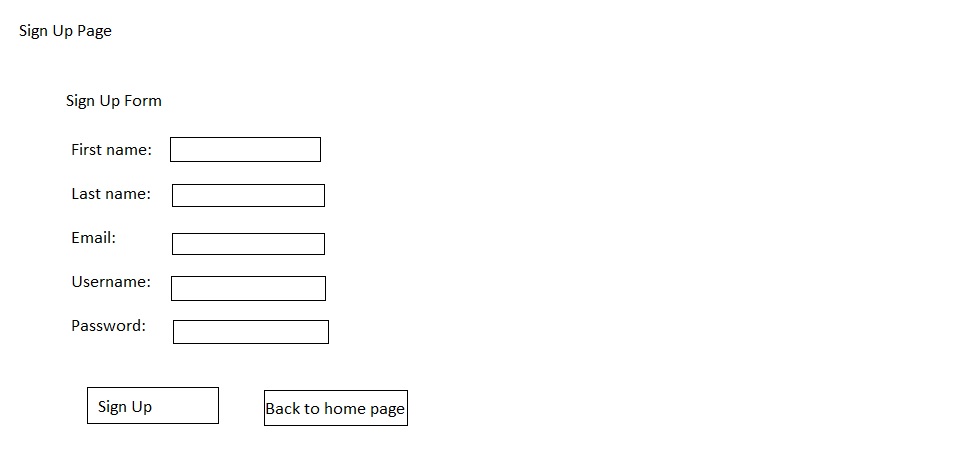 Sign Up Page
Sign Up Form
First name:
Last name:
Email:
Username:
Password:
Sign Up
Back to home page